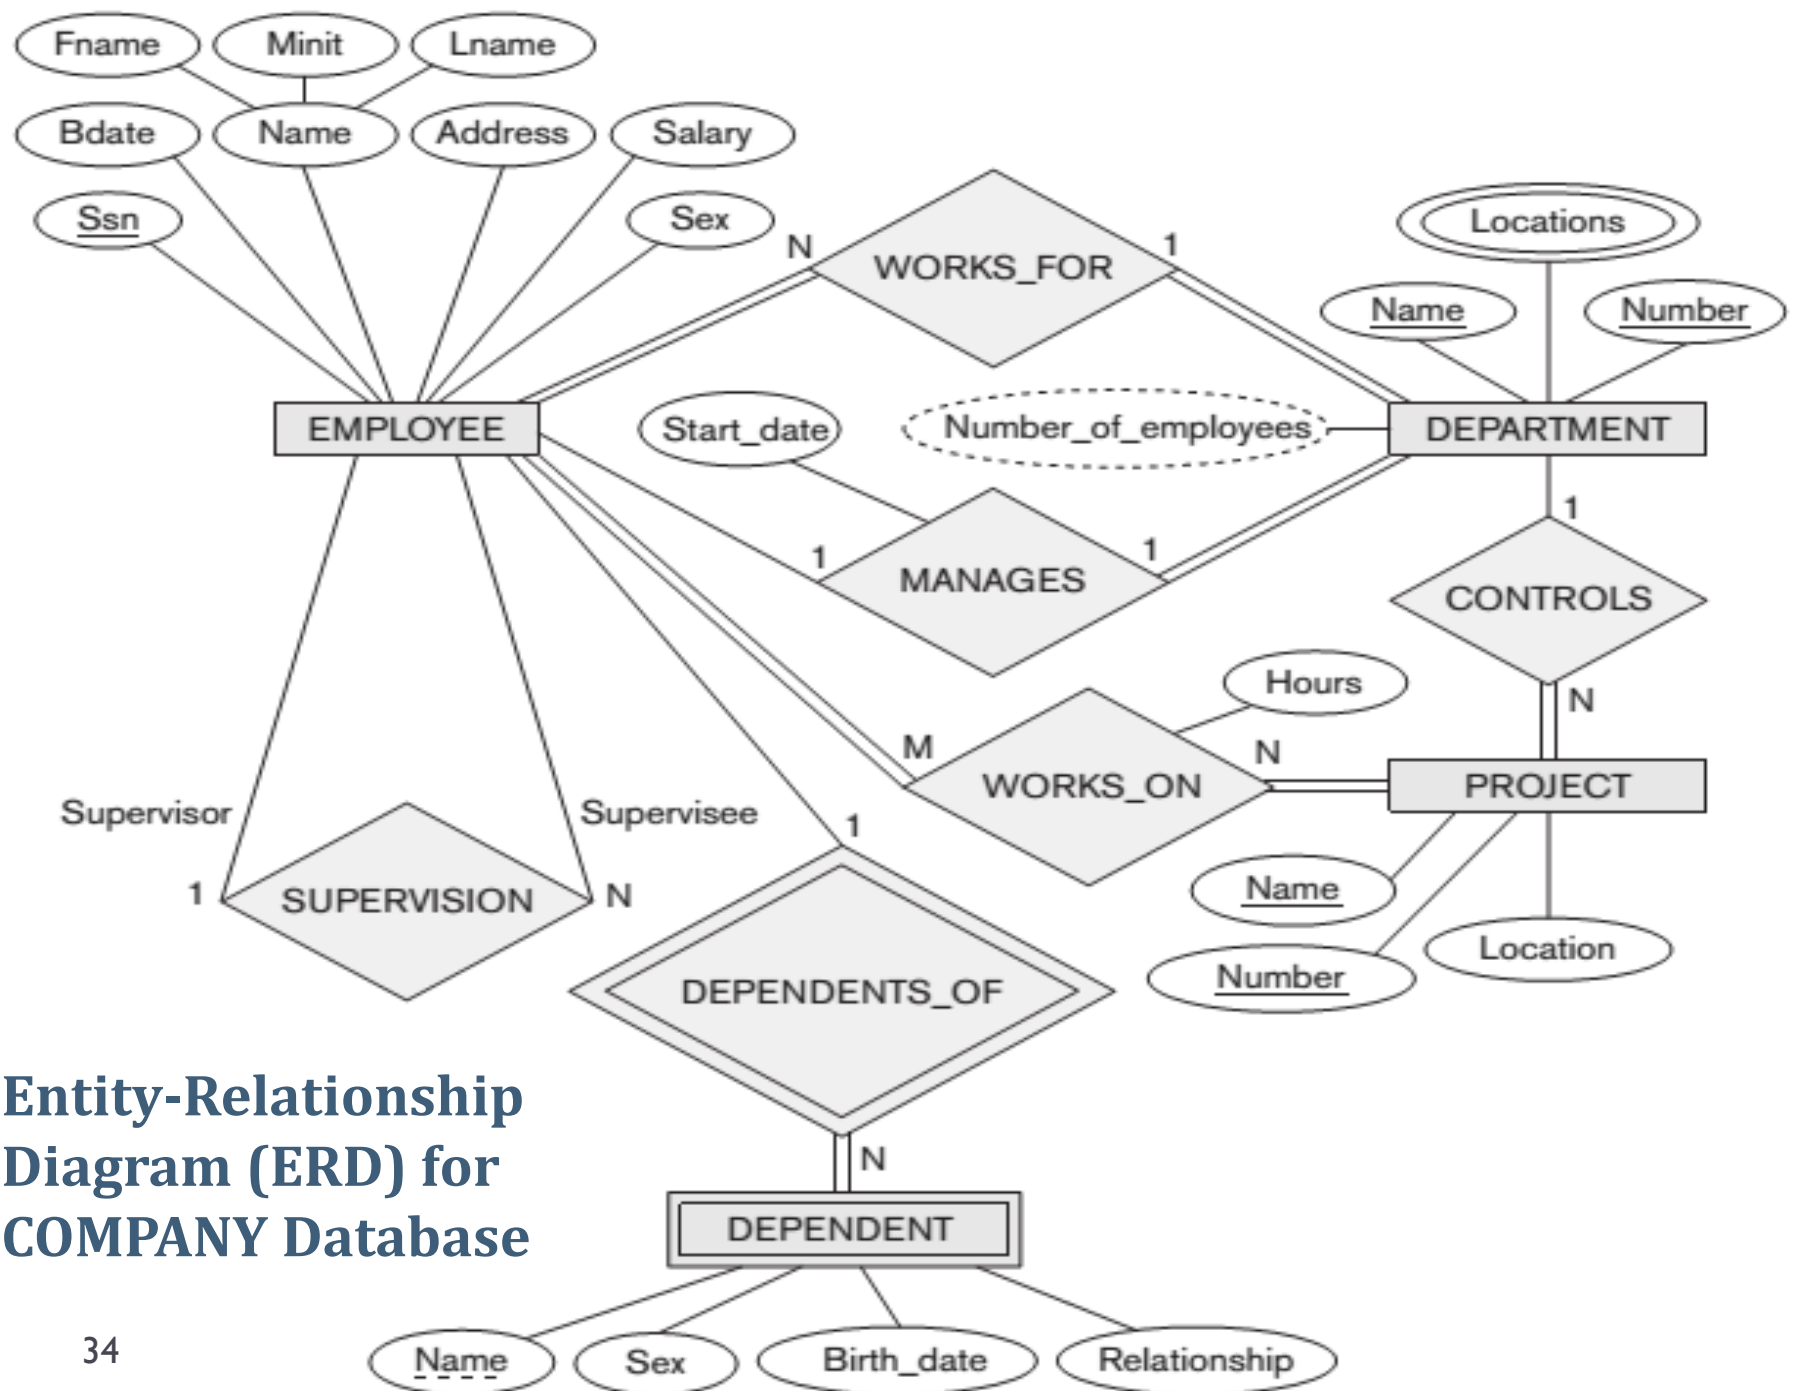 Fname
Minit
Lname
Bdate
Name
Address
Salary
Ssn
Sex
N
WORKS_FOR
1
Locations
Name
Number
EMPLOYEE
Start_date
Number_of_employees
DEPARTMENT
1
MANAGES
1
1
CONTROLS
N
Hours
M
WORKS_ON
N
PROJECT
Supervisor
Supervisee
1
1
SUPERVISION
N
Name
Location
Number
DEPENDENTS_OF
Entity-Relationship
Diagram (ERD) for
COMPANY Database
N
DEPENDENT
34
Name
Sex
Birth_date
Relationship